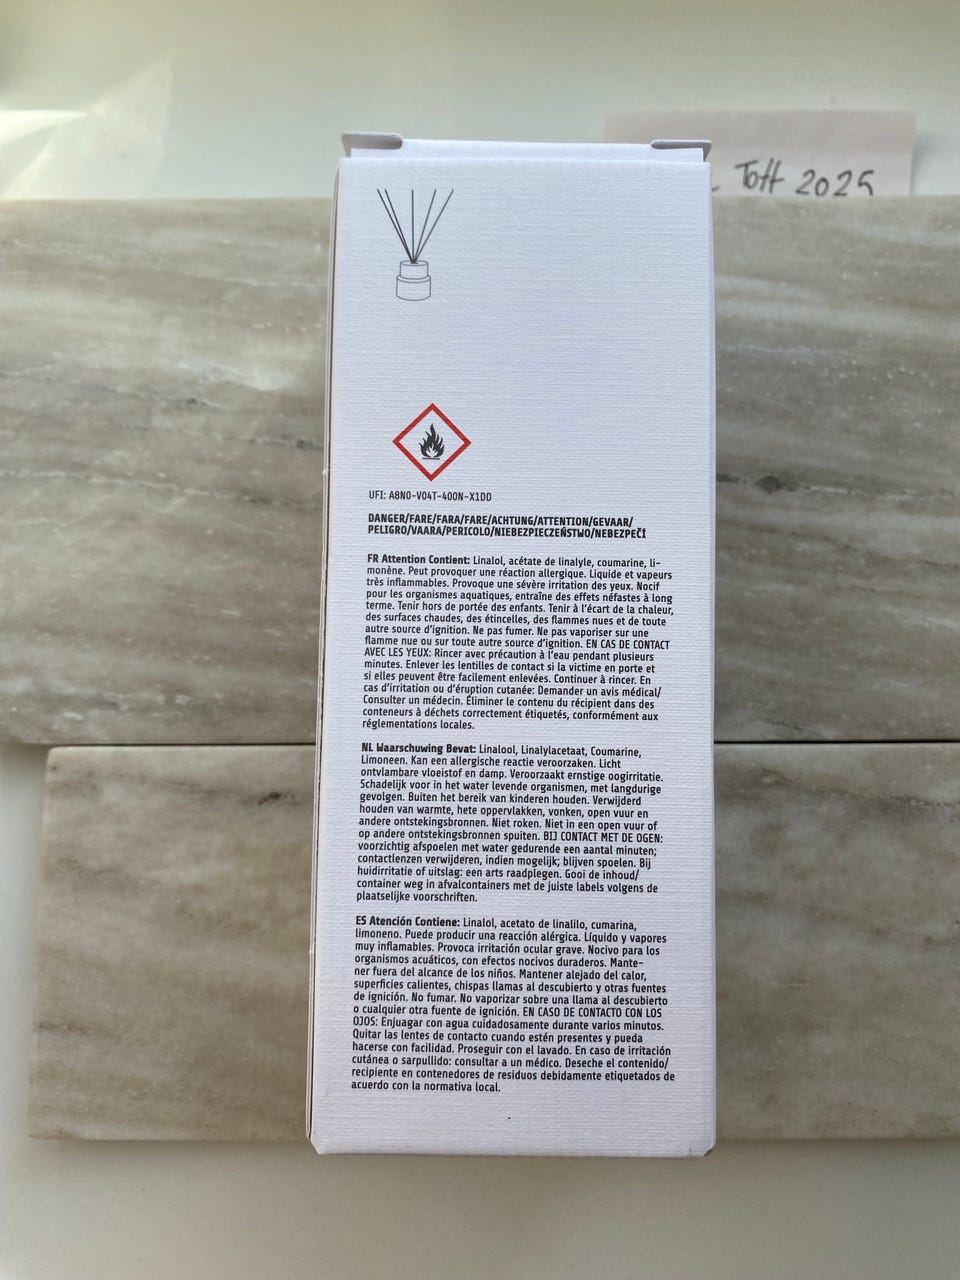 Toft 2025
UFI: A8N0-V04T-400N-X1DD
DANGER/FARE/FARA/FARE/ACHTUNG/ATTENTION/GEVAAR/
PELIGRO/VAARA/PERICOLO/NIEBEZPIECZEŃSTWO/NEBEZPEČÍ
FR Attention Contient: Linalol, acétate de linalyle, coumarine, li-
monène. Peut provoquer une réaction allergique. Liquide et vapeurs
très inflammables. Provoque une sévère irritation des yeux. Nocif
pour les organismes aquatiques, entraîne des effets néfastes à long
terme. Tenir hors de portée des enfants. Tenir à l'écart de la chaleur,
des surfaces chaudes, des étincelles, des flammes nues et de toute
autre source d'ignition. Ne pas fumer. Ne pas vaporiser sur une
flamme nue ou sur toute autre source d'ignition. EN CAS DE CONTACT
AVEC LES YEUX: Rincer avec précaution à l'eau pendant plusieurs
minutes. Enlever les lentilles de contact si la victime en porte et
si elles peuvent être facilement enlevées. Continuer à rincer. En
cas d'irritation ou d'éruption cutanée: Demander un avis médical/
Consulter un médecin. Éliminer le contenu du récipient dans des
conteneurs à déchets correctement étiquetés, conformément aux
réglementations locales.
NL Waarschuwing Bevat: Linalool, Linalylacetaat, Coumarine,
Limoneen. Kan een allergische reactie veroorzaken. Licht
ontvlambare vloeistof en damp. Veroorzaakt ernstige oogirritatie.
Schadelijk voor in het water levende organismen, met langdurige
gevolgen. Buiten het bereik van kinderen houden. Verwijderd
houden van warmte, hete oppervlakken, vonken, open vuur en
andere ontstekingsbronnen. Niet roken. Niet in een open vuur of
op andere ontstekingsbronnen spuiten. BIJ CONTACT MET DE OGEN:
voorzichtig afspoelen met water gedurende een aantal minuten;
contactlenzen verwijderen, indien mogelijk; blijven spoelen. Bij
huidirritatie of uitslag: een arts raadplegen. Gooi de inhoud/
container weg in afvalcontainers met de juiste labels volgens de
plaatselijke voorschriften.
ES Atención Contiene: Linalol, acetato de linalilo, cumarina,
limoneno. Puede producir una reacción alérgica. Líquido y vapores
muy inflamables. Provoca irritación ocular grave. Nocivo para los
organismos acuáticos, con efectos nocivos duraderos. Mante-
ner fuera del alcance de los niños. Mantener alejado del calor,
superficies calientes, chispas llamas al descubierto y otras fuentes
de ignición. No fumar. No vaporizar sobre una llama al descubierto
o cualquier otra fuente de ignición. EN CASO DE CONTACTO CON LOS
OJOS: Enjuagar con agua cuidadosamente durante varios minutos.
Quitar las lentes de contacto cuando estén presentes y pueda
hacerse con facilidad. Proseguir con el lavado. En caso de irritación
cutánea o sarpullido: consultar a un médico. Deseche el contenido/
recipiente en contenedores de residuos debidamente etiquetados de
acuerdo con la normativa local.